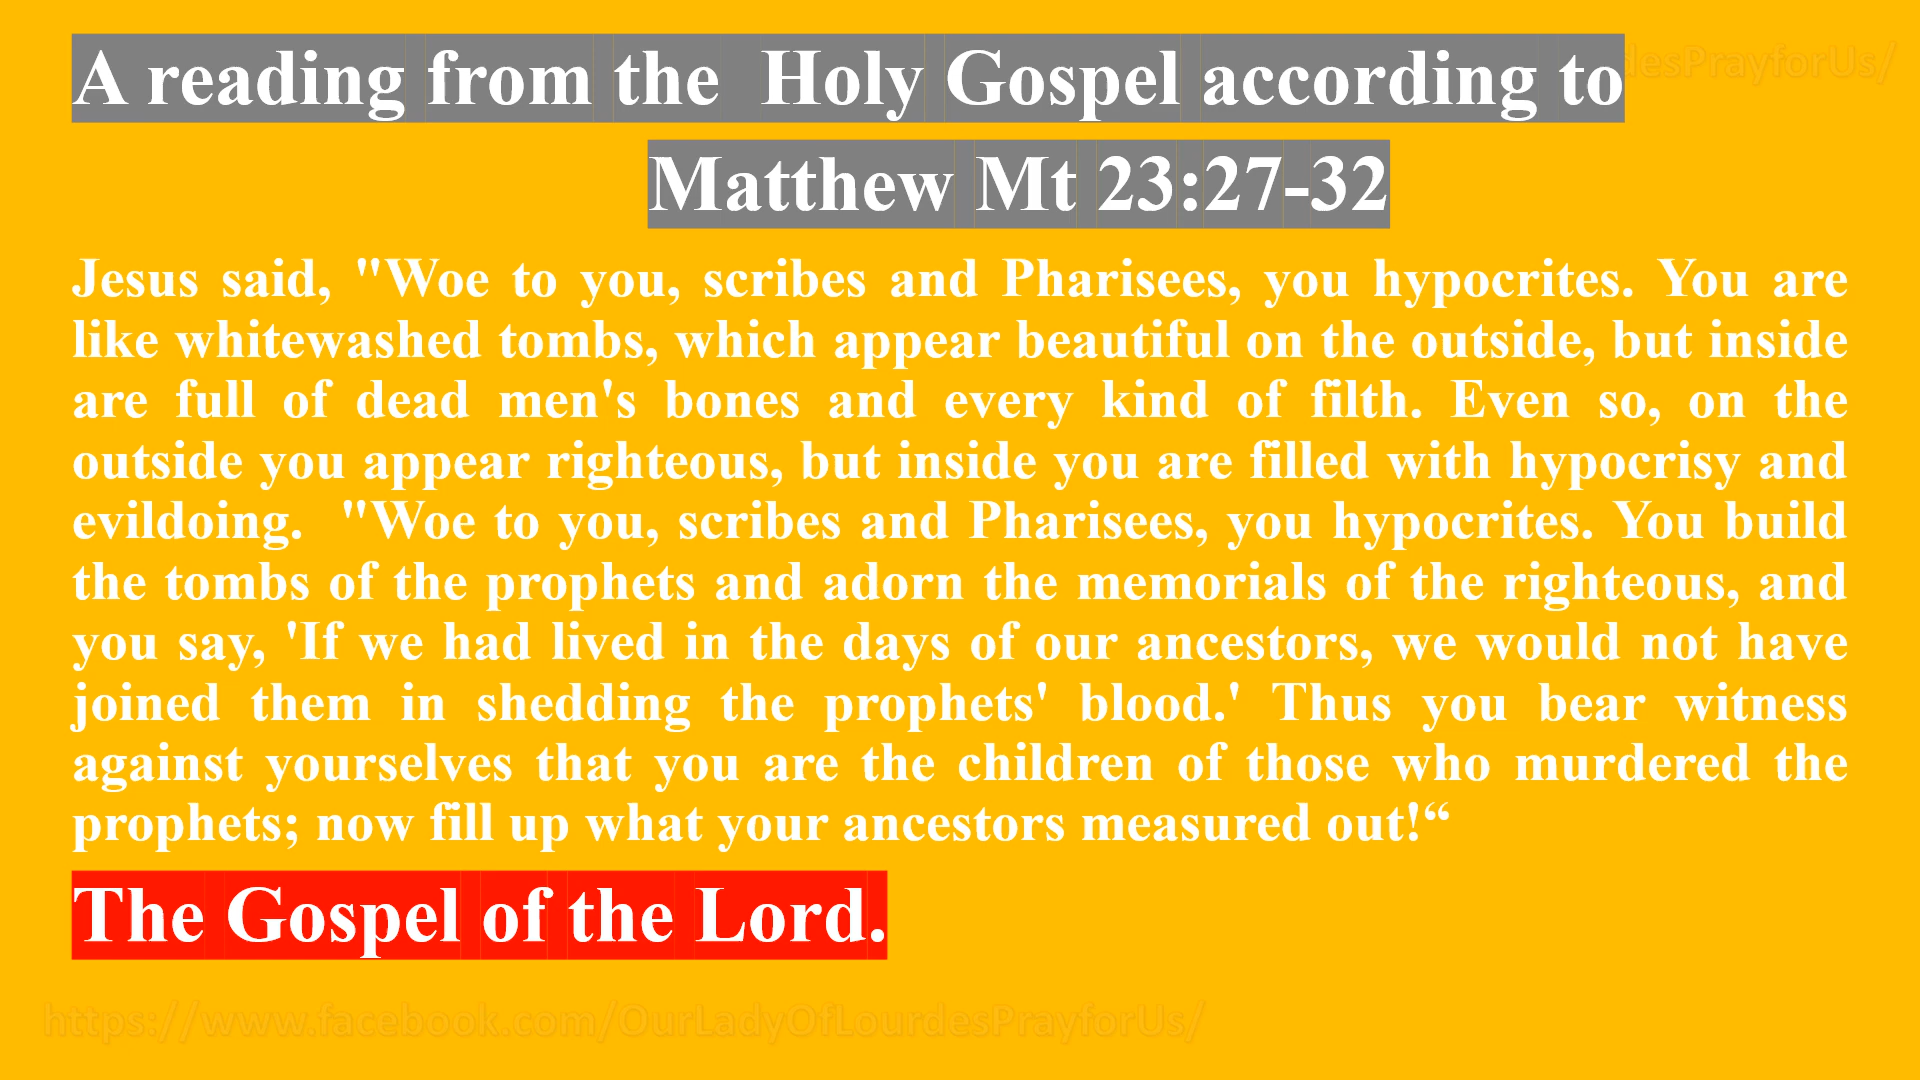 A reading from the  Holy Gospel according to
desPrayforUs/
Matthew Mt 23:27-32
Jesus said, "Woe to you, scribes and Pharisees, you hypocrites. You are
like whitewashed tombs, which appear beautiful on the outside, but inside
are full of dead men's bones and every kind of filth. Even so, on the
outside you appear righteous, but inside you are filled with hypocrisy and
evildoing.  "Woe to you, scribes and Pharisees, you hypocrites. You build
the tombs of the prophets and adorn the memorials of the righteous, and
you say, 'If we had lived in the days of our ancestors, we would not have
joined them in shedding the prophets' blood.' Thus you bear witness
against yourselves that you are the children of those who murdered the
prophets; now fill up what your ancestors measured out!“
The Gospel of the Lord.
https://www.facebook.com/OurLadyOfLourdesPrayforUs/